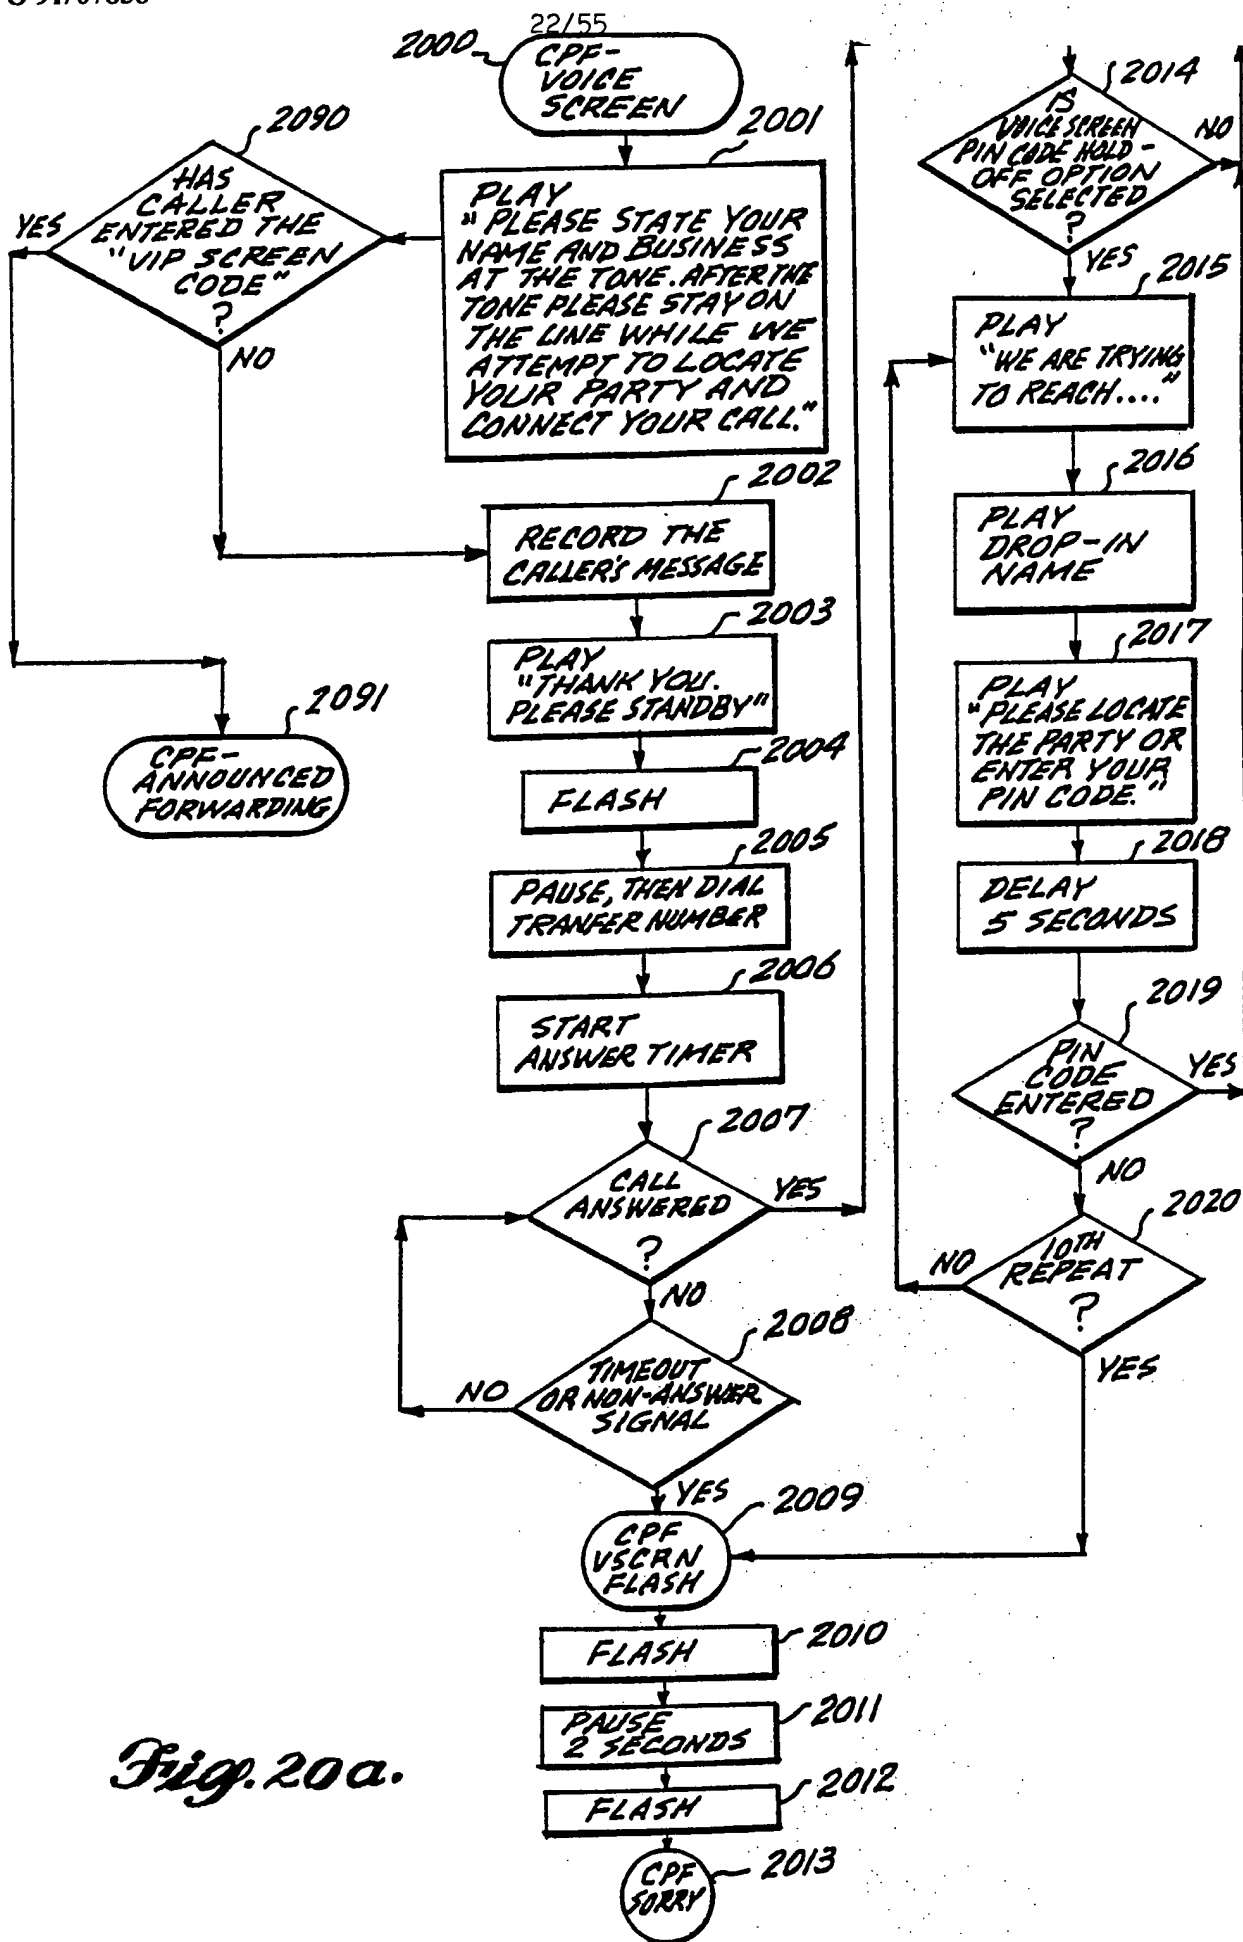 22/55
2000
CPF-
VOICE
SCREEN
2090
HAS
CALLER
ENTERED THE
"VIP SCREEN
CODE"
?
YES
NO
2001
PLAY
"PLEASE STATE YOUR
NAME AND BUSINESS
AT THE TONE. AFTER THE
TONE PLEASE STAY ON
THE LINE WHILE WE
ATTEMPT TO LOCATE
YOUR PARTY AND
CONNECT YOUR CALL."
2002
RECORD THE
CALLER'S MESSAGE
2003
PLAY
"THANK YOU.
PLEASE STANDBY"
2091
CPF-
ANNOUNCED
FORWARDING
2004
FLASH
2005
PAUSE, THEN DIAL
TRANFER NUMBER
2006
START
ANSWER TIMER
2007
CALL
ANSWERED
?
YES
NO
2008
TIMEOUT
OR NON-ANSWER
SIGNAL
NO
YES
2009
CPF
VSCRN
FLASH
2010
FLASH
2011
PAUSE
2 SECONDS
2012
FLASH
2013
CPF
SORRY
2014
IS
VOICE SCREEN
PIN CODE HOLD-
OFF OPTION
SELECTED
?
NO
YES
2015
PLAY
"WE ARE TRYING
TO REACH...."
2016
PLAY
DROP-IN
NAME
2017
PLAY
"PLEASE LOCATE
THE PARTY OR
ENTER YOUR
PIN CODE."
2018
DELAY
5 SECONDS
2019
PIN
CODE
ENTERED
?
YES
NO
2020
10TH
REPEAT
?
NO
YES
Fig. 20a.